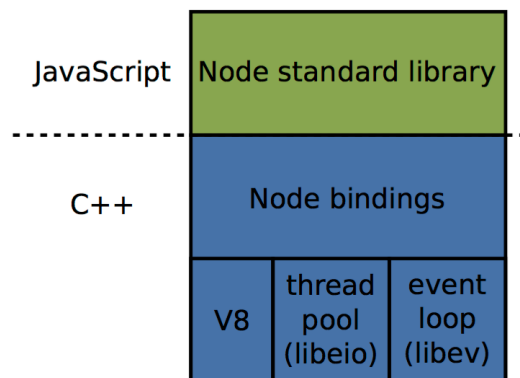 JavaScript
Node standard library
C++
Node bindings
V8
thread
pool
(libeio)
event
loop
(libev)